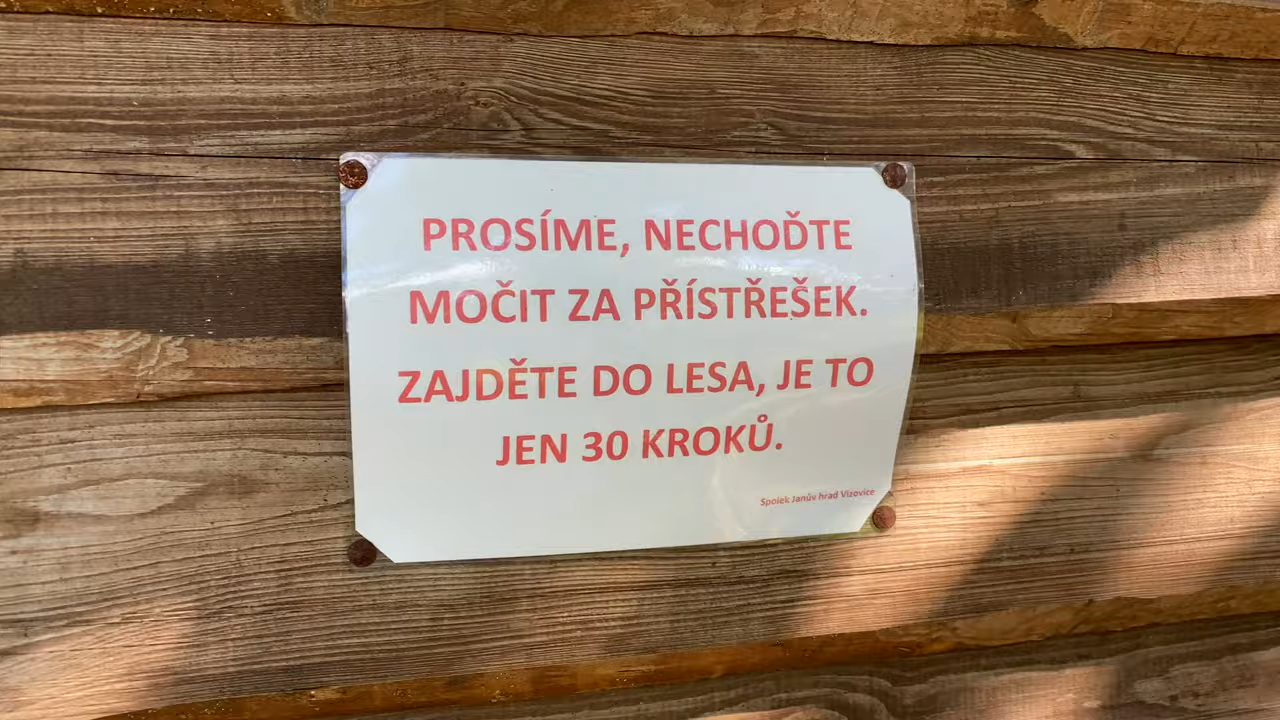 PROSÍME, NECHOĎTE
MOČIT ZA PŘÍSTŘEŠEK.
ZAJDĚTE DO LESA, JE TO
JEN 30 KROKŮ.
Spolek Janův hrad Vizovice